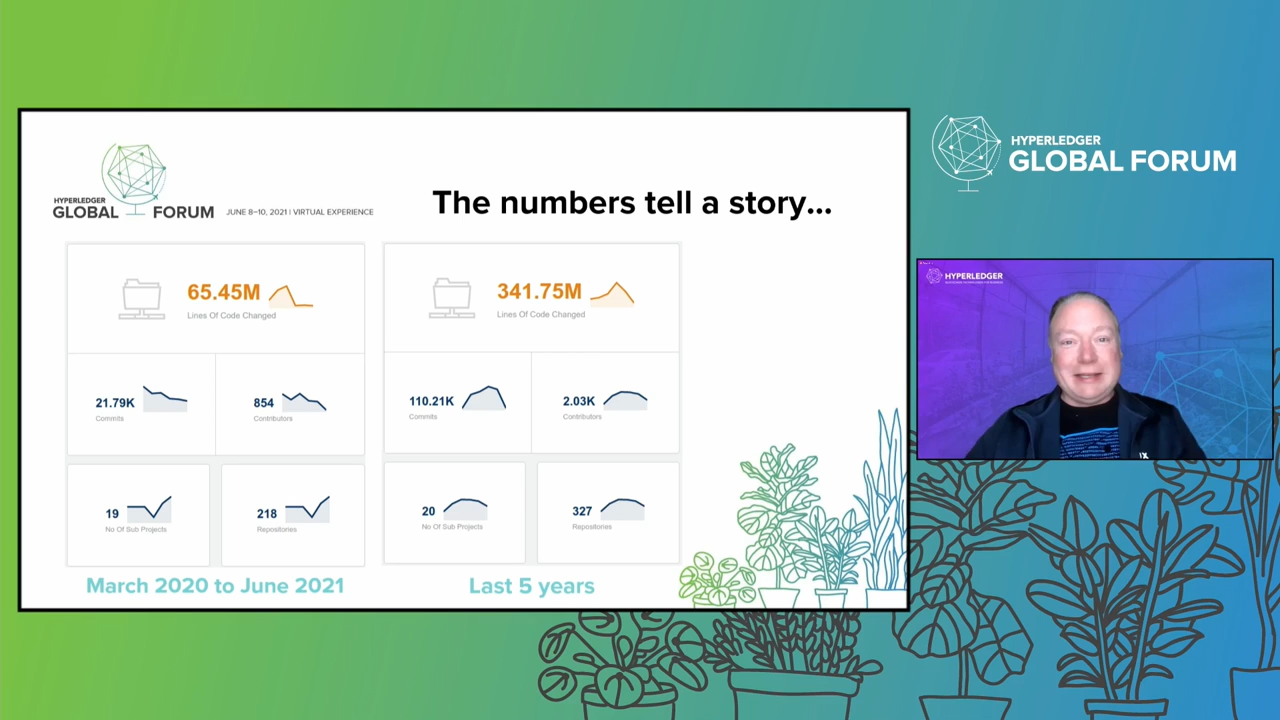 HYPERLEDGER
GLOBAL FORUM
JUNE 8–10, 2021 | VIRTUAL EXPERIENCE
The numbers tell a story...
65.45M
Lines Of Code Changed
21.79K
Commits
854
Contributors
19
No Of Sub Projects
218
Repositories
March 2020 to June 2021
341.75M
Lines Of Code Changed
110.21K
Commits
2.03K
Contributors
20
No Of Sub Projects
327
Repositories
Last 5 years
HYPERLEDGER
GLOBAL FORUM
HYPERLEDGER